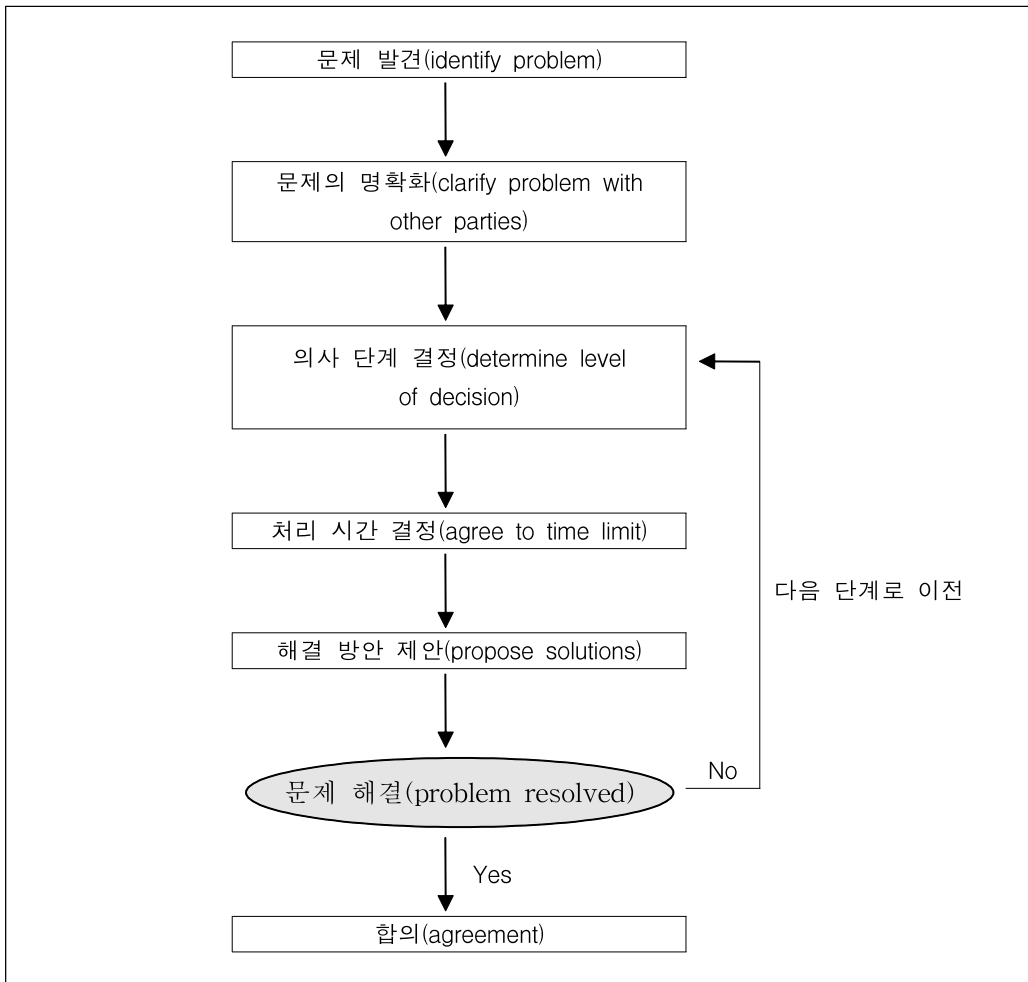 문제 발견(identify problem)
문제의 명확화(clarify problem with
other parties)
의사 단계 결정(determine level
of decision)
처리 시간 결정(agree to time limit)
다음 단계로 이전
해결 방안 제안(propose solutions)
No
문제 해결(problem resolved)
Yes
합의(agreement)